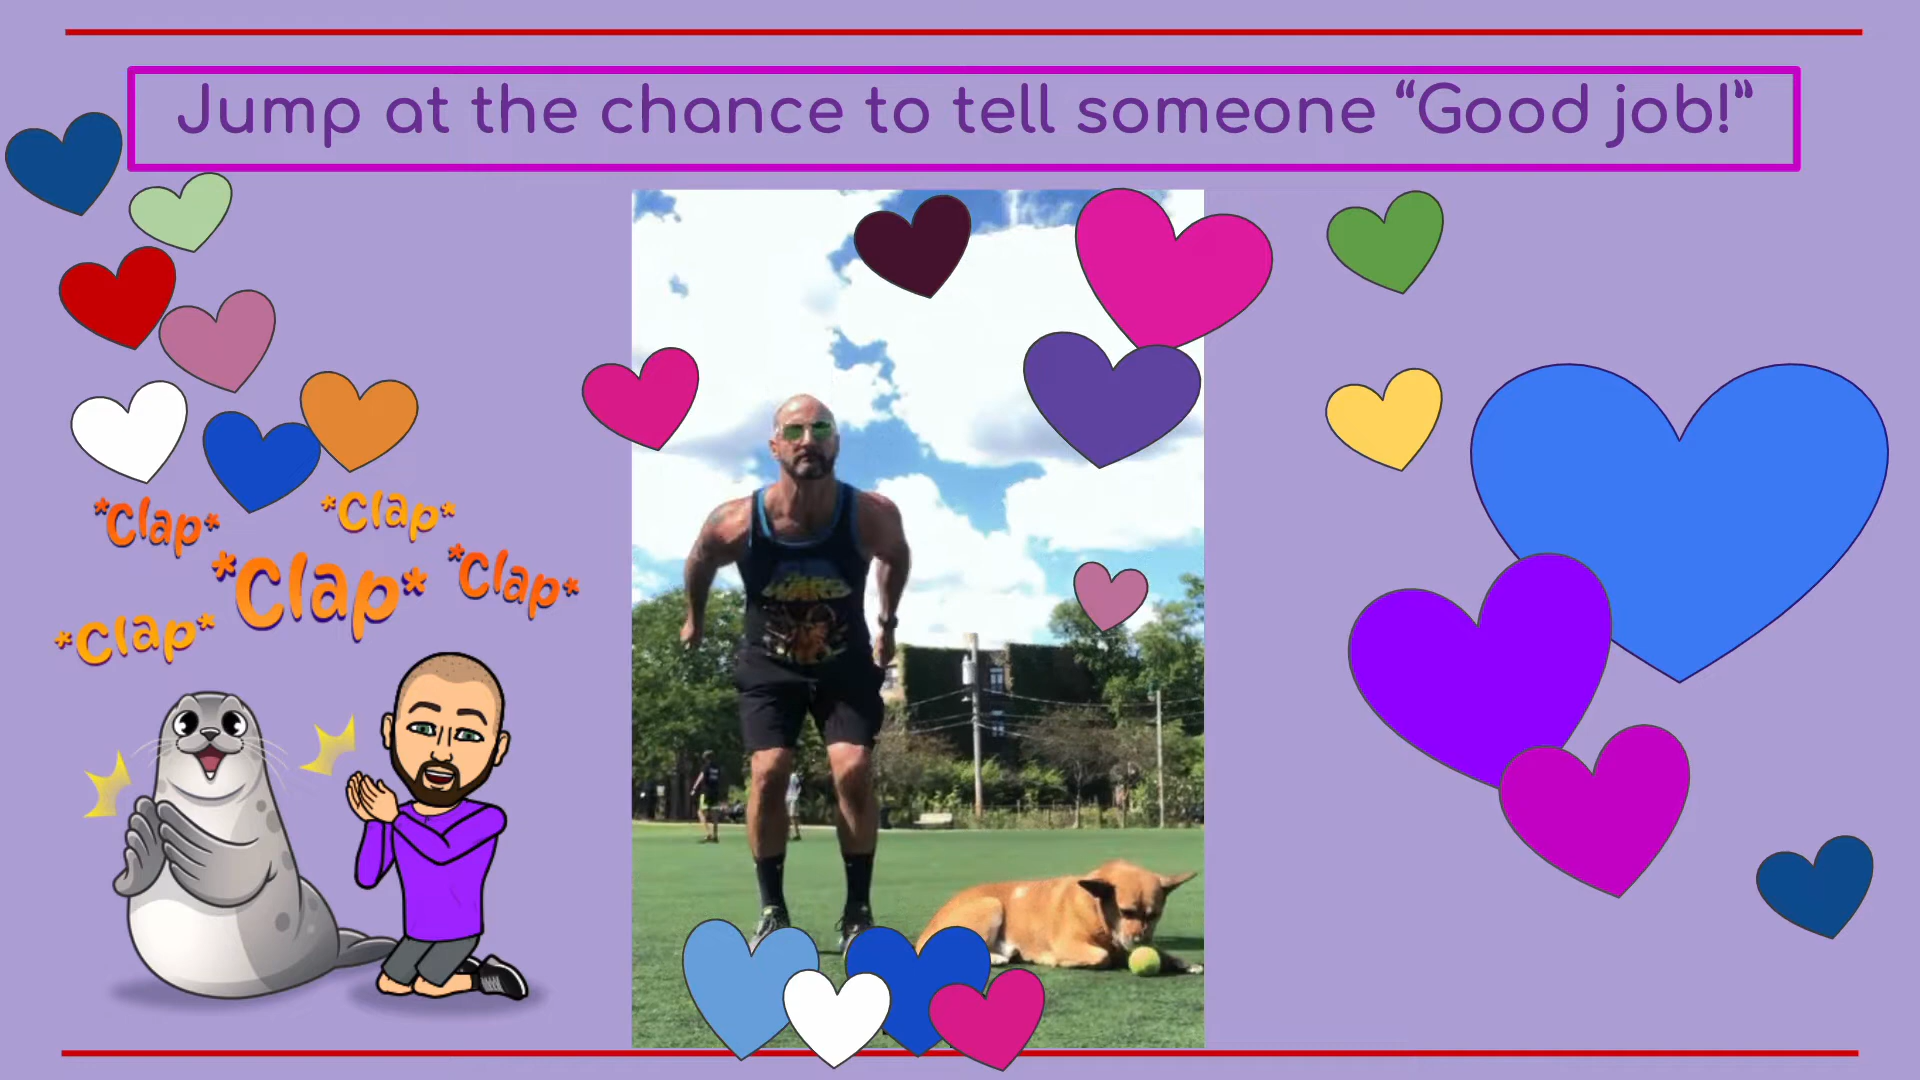 Jump at the chance to tell someone “Good job!”
*Clap*
*Clap*
*Clap*
*Clap*
*Clap*